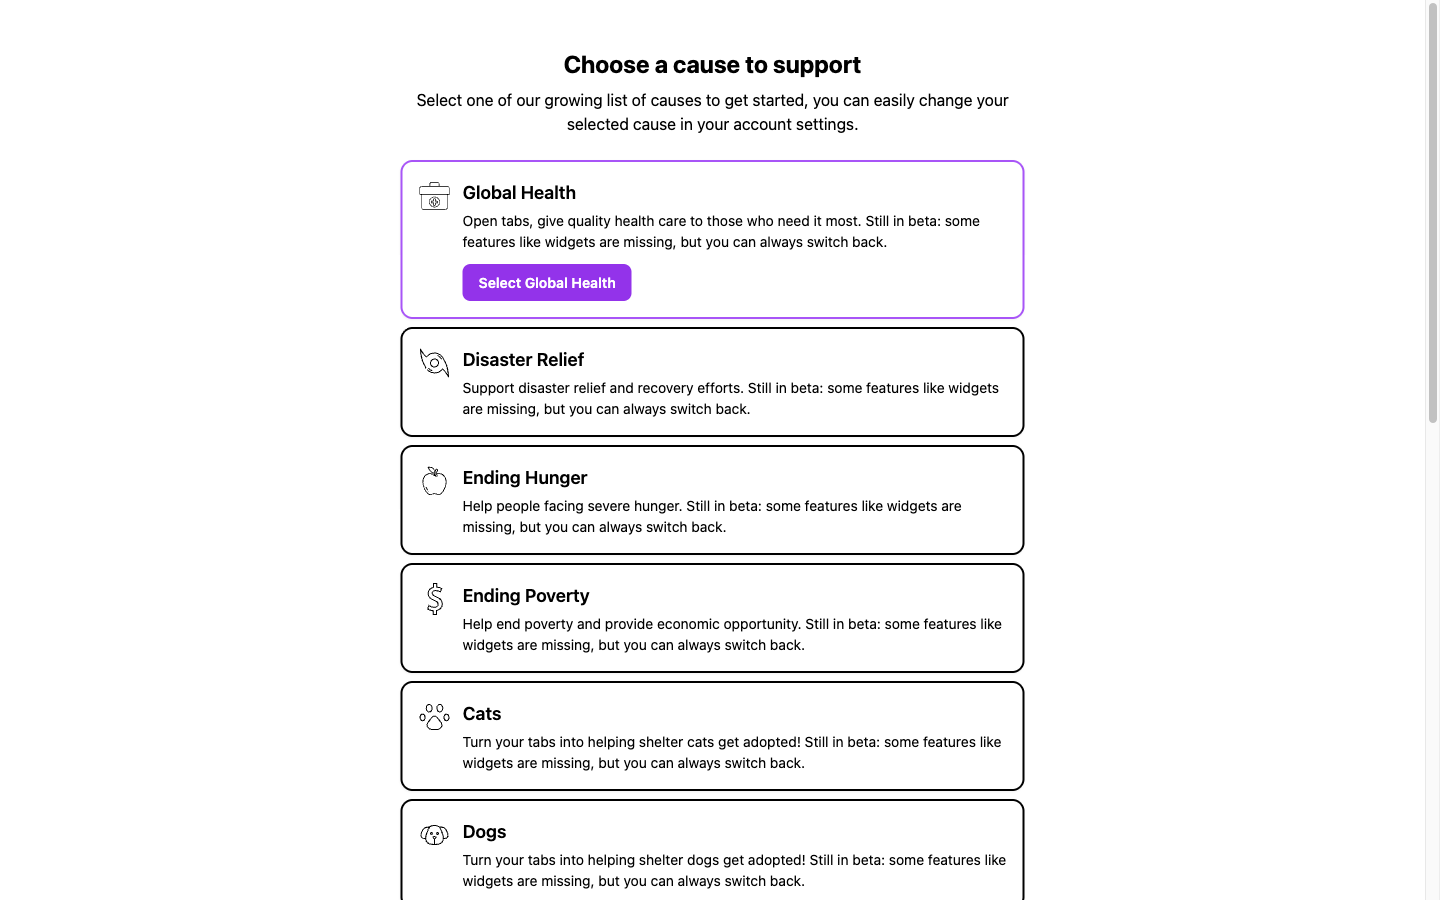 Choose a cause to support
Select one of our growing list of causes to get started, you can easily change your
selected cause in your account settings.
Global Health
Open tabs, give quality health care to those who need it most. Still in beta: some
features like widgets are missing, but you can always switch back.
Select Global Health
Disaster Relief
Support disaster relief and recovery efforts. Still in beta: some features like widgets
are missing, but you can always switch back.
Ending Hunger
Help people facing severe hunger. Still in beta: some features like widgets are
missing, but you can always switch back.
Ending Poverty
Help end poverty and provide economic opportunity. Still in beta: some features like
widgets are missing, but you can always switch back.
Cats
Turn your tabs into helping shelter cats get adopted! Still in beta: some features like
widgets are missing, but you can always switch back.
Dogs
Turn your tabs into helping shelter dogs get adopted! Still in beta: some features like
widgets are missing, but you can always switch back.